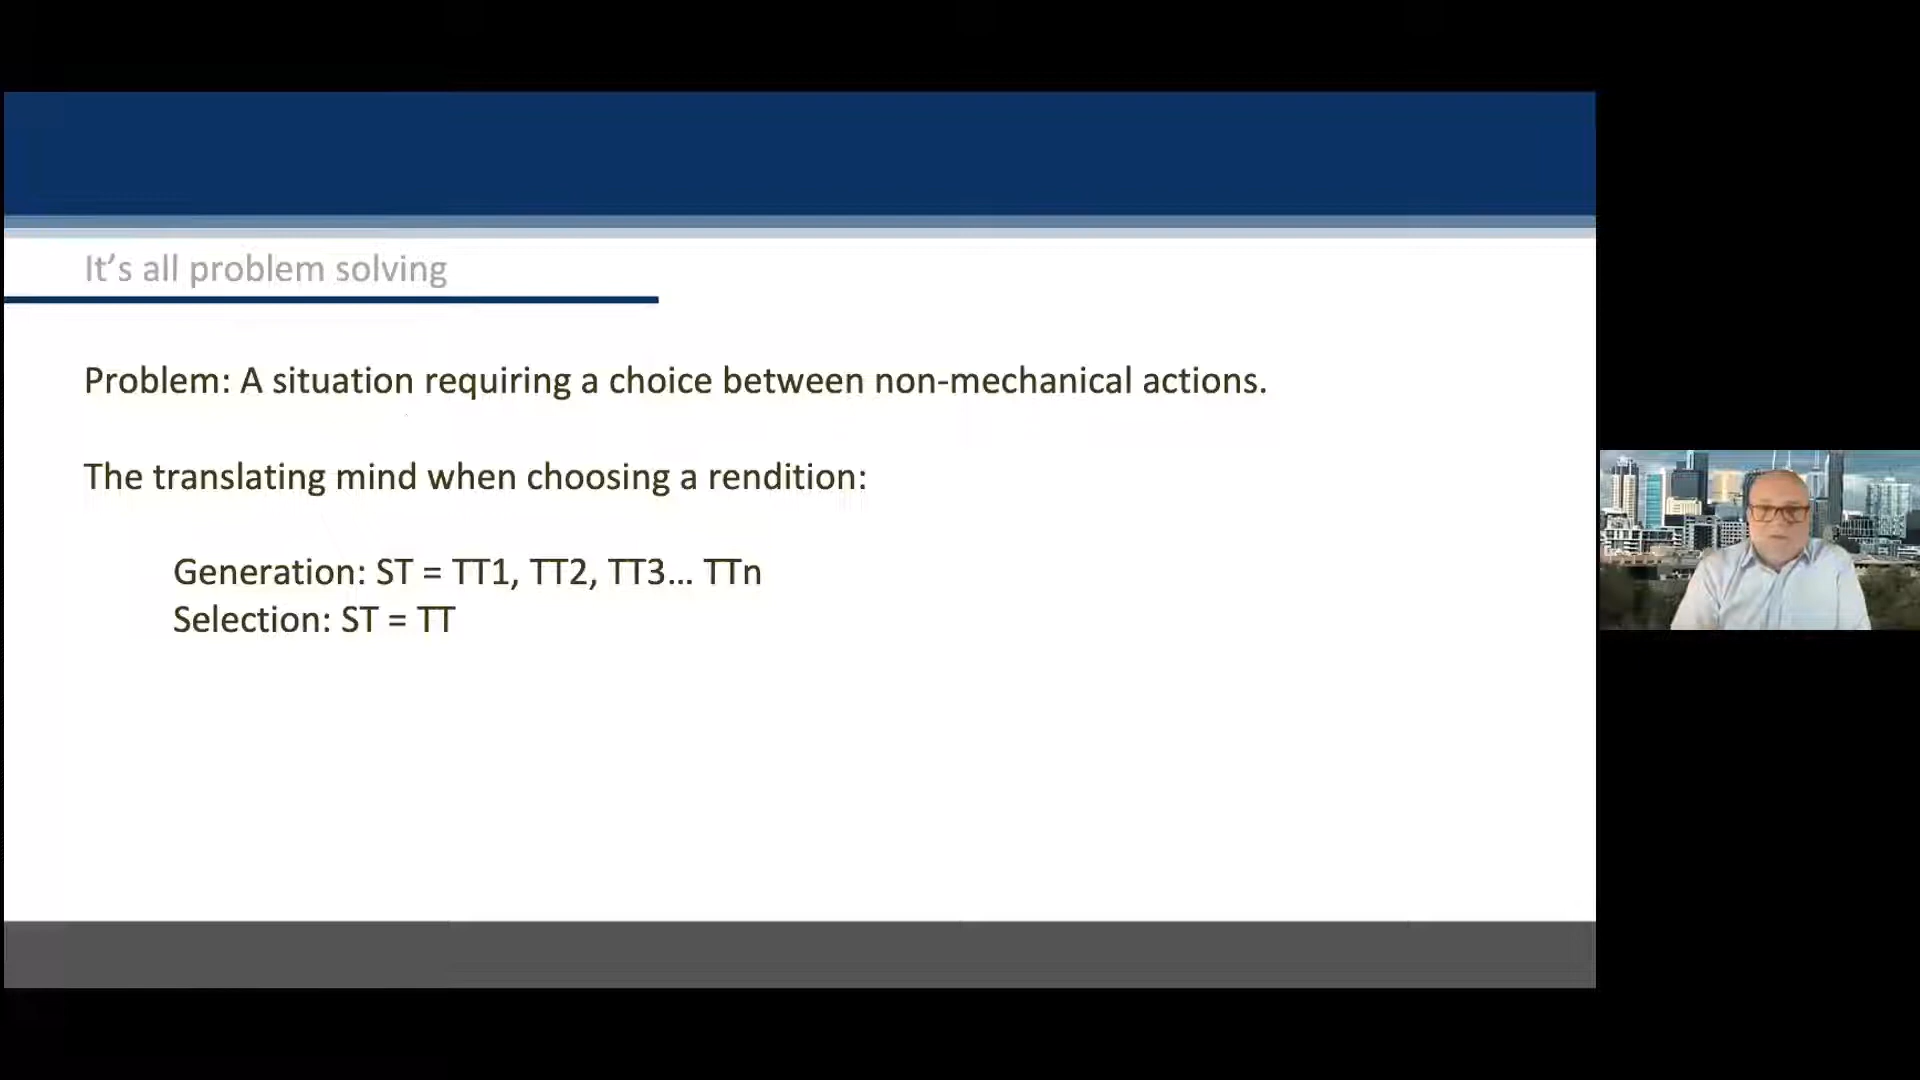 It’s all problem solving
Problem: A situation requiring a choice between non-mechanical actions.
The translating mind when choosing a rendition:
Generation: ST = TT1, TT2, TT3... TTn
Selection: ST = TT